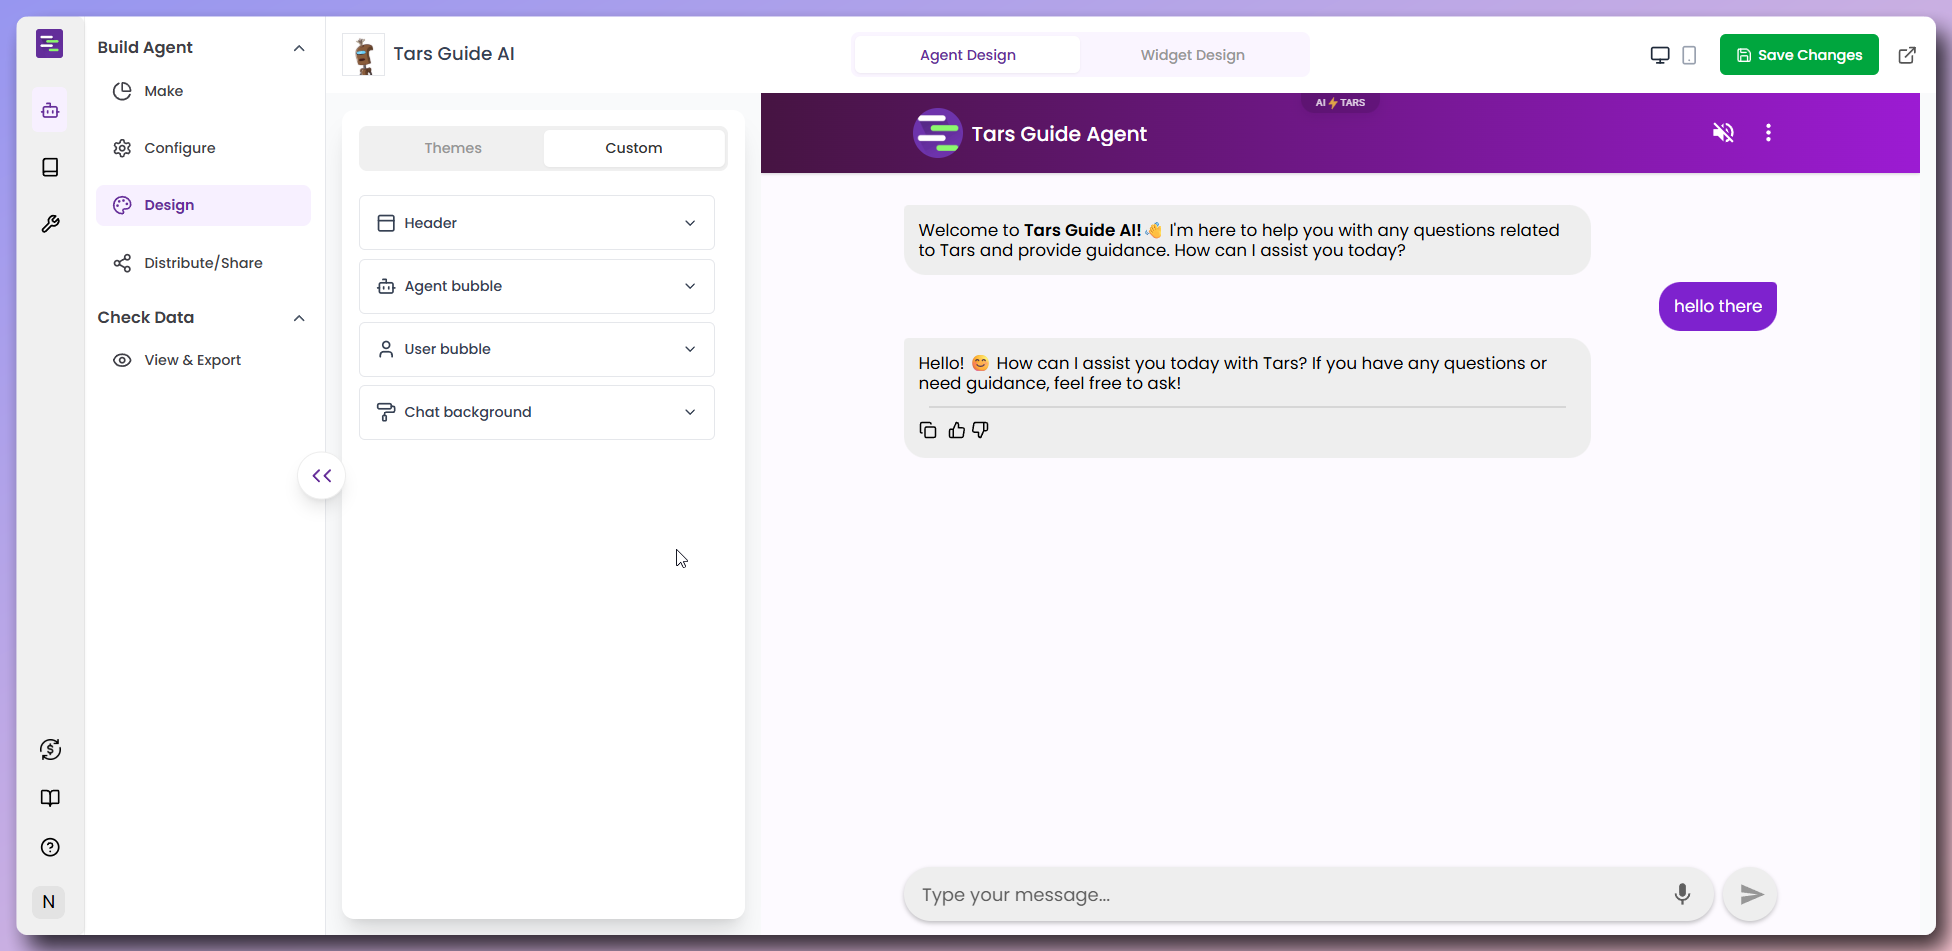 Build Agent
Make
Configure
Design
Distribute/Share
Check Data
View & Export
N
Tars Guide AI
Agent Design
Widget Design
Save Changes
Themes
Custom
Header
Agent bubble
User bubble
Chat background
AI⚡TARS
Tars Guide Agent
Welcome to Tars Guide AI!👋 I'm here to help you with any questions related
to Tars and provide guidance. How can I assist you today?
hello there
Hello! 😊 How can I assist you today with Tars? If you have any questions or
need guidance, feel free to ask!
Type your message...